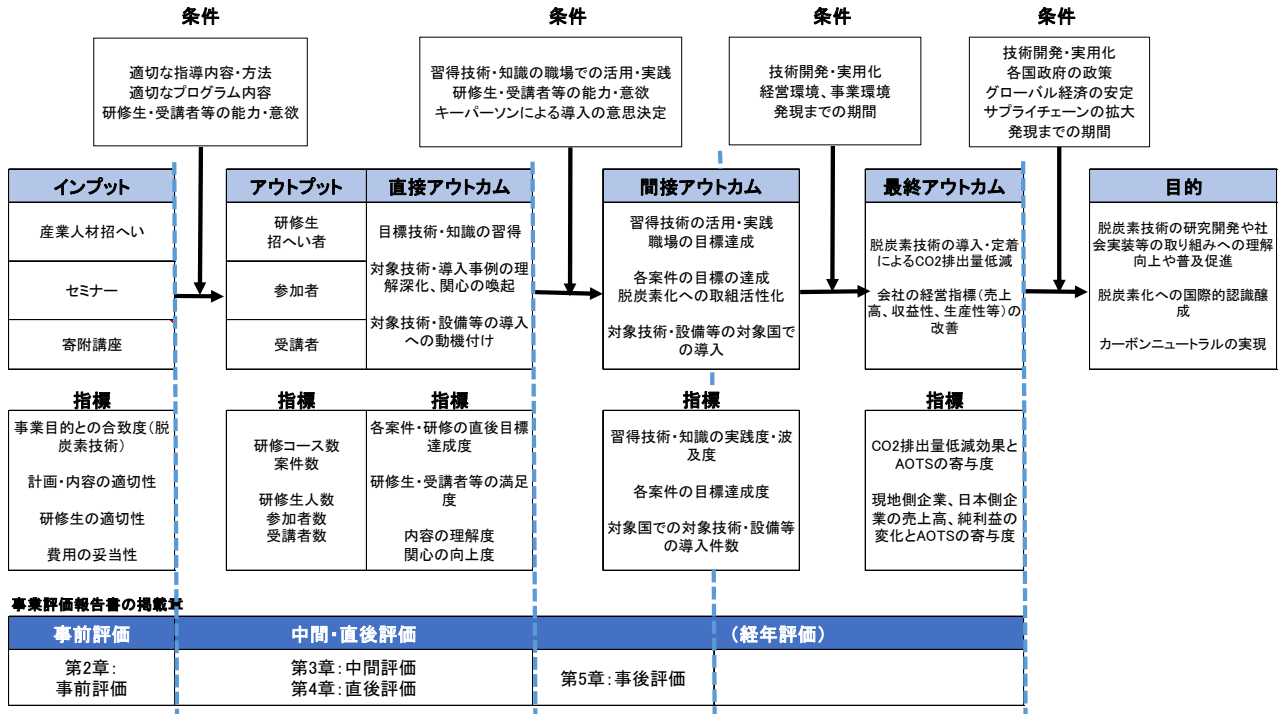 条件
条件
条件
条件
適切な指導内容・方法
適切なプログラム内容
研修生・受講者等の能力・意欲
習得技術・知識の職場での活用・実践
研修生・受講者等の能力・意欲
キーパーソンによる導入の意思決定
技術開発・実用化
経営環境、事業環境
発現までの期間
技術開発・実用化
各国政府の政策
グローバル経済の安定
サプライチェーンの拡大
発現までの期間
インプット
産業人材招へい
セミナー
寄附講座
アウトプット
研修生
招へい者
参加者
受講者
直接アウトカム
目標技術・知識の習得
対象技術・導入事例の理
解深化、関心の喚起
対象技術・設備等の導入
への動機付け
間接アウトカム
習得技術の活用・実践
職場の目標達成
各案件の目標の達成
脱炭素化への取組活性化
対象技術・設備等の対象国で
の導入
最終アウトカム
脱炭素技術の導入・定着
によるCO2排出量低減
会社の経営指標(売上
高、収益性、生産性等)の
改善
目的
脱炭素技術の研究開発や社
会実装等の取り組みへの理解
向上や普及促進
脱炭素化への国際的認識醸
成
カーボンニュートラルの実現
指標
事業目的との合致度(脱
炭素技術)
計画・内容の適切性
研修生の適切性
費用の妥当性
指標
研修コース数
案件数
研修生人数
参加者数
受講者数
指標
各案件・研修の直後目標
達成度
研修生・受講者等の満足
度
内容の理解度
関心の向上度
指標
習得技術・知識の実践度・波
及度
各案件の目標達成度
対象国での対象技術・設備等
の導入件数
指標
CO2排出量低減効果と
AOTSの寄与度
現地側企業、日本側企
業の売上高、純利益の
変化とAOTSの寄与度
事業評価報告書の掲載
事前評価
中間・直後評価
(経年評価)
第2章:
事前評価
第3章:中間評価
第4章:直後評価
第5章:事後評価